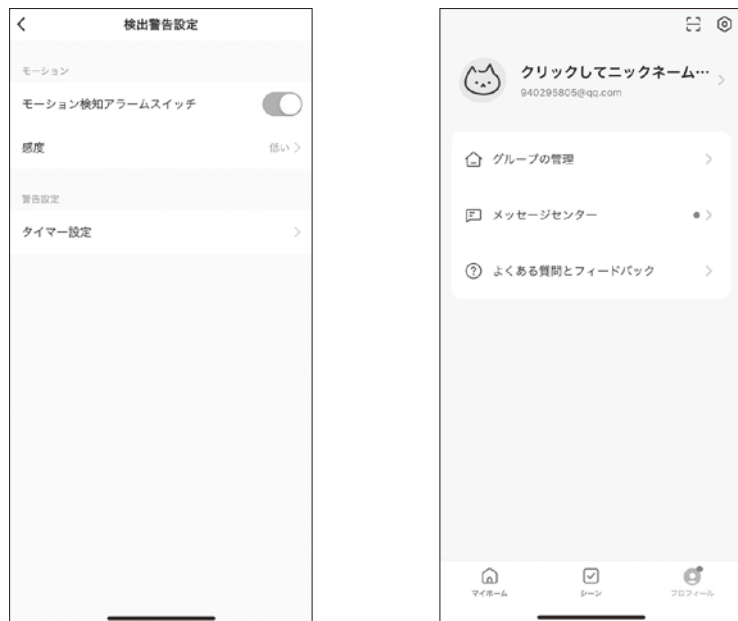 検出警告設定
モーション
モーション検知アラームスイッチ
感度
低い
警告設定
タイマー設定
クリックしてニックネーム…
940295805@qq.com
グループの管理
メッセージセンター
よくある質問とフィードバック
マイホーム
シーン
プロフィール